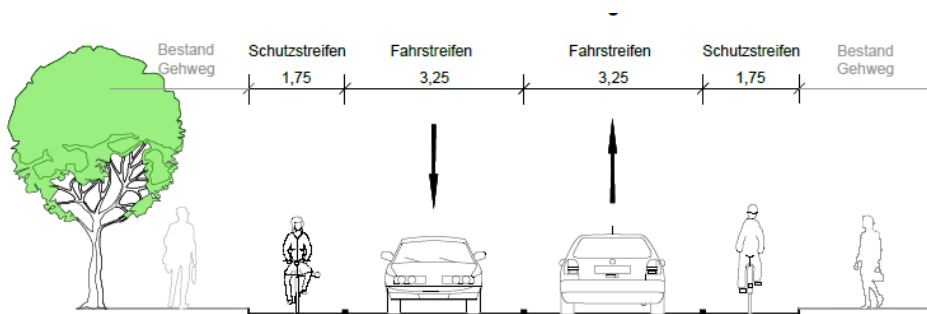 Bestand
Gehweg
Schutzstreifen
1,75
Fahrstreifen
3,25
Fahrstreifen
3,25
Schutzstreifen
1,75
Bestand
Gehweg